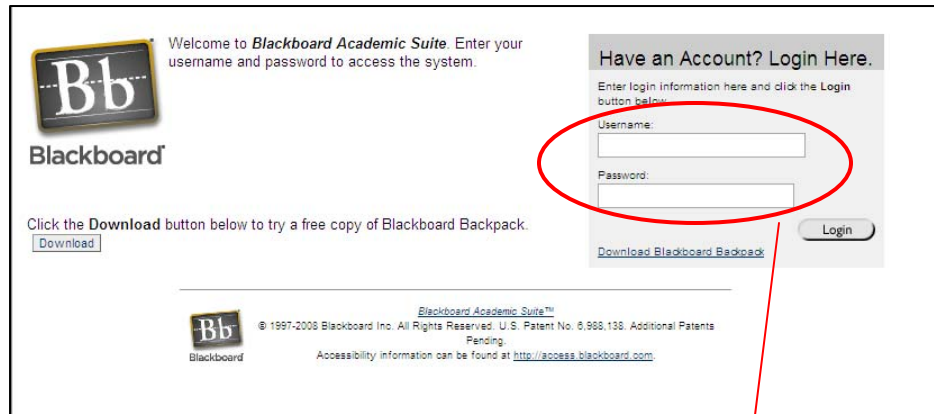 Welcome to Blackboard Academic Suite. Enter your
username and password to access the system.
Bb
Blackboard
Click the Download button below to try a free copy of Blackboard Backpack.
Download
Have an Account? Login Here.
Enter login information here and click the Login
button below.
Username:
Password:
Login
Download Blackboard Backpack
Bb
Blackboard
Blackboard Academic Suite™
© 1997-2008 Blackboard Inc. All Rights Reserved. U.S. Patent No. 6,988,138. Additional Patents
Pending.
Accessibility information can be found at http://access.blackboard.com.